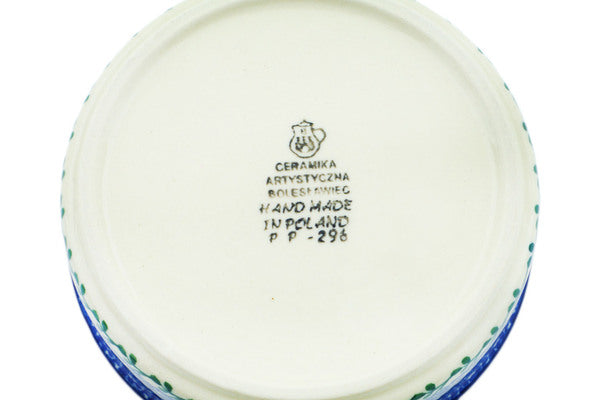 CERAMIKA
ARTYSTYCZNA
BOLESŁAWIEC
HAND MADE
IN POLAND
P P - 296